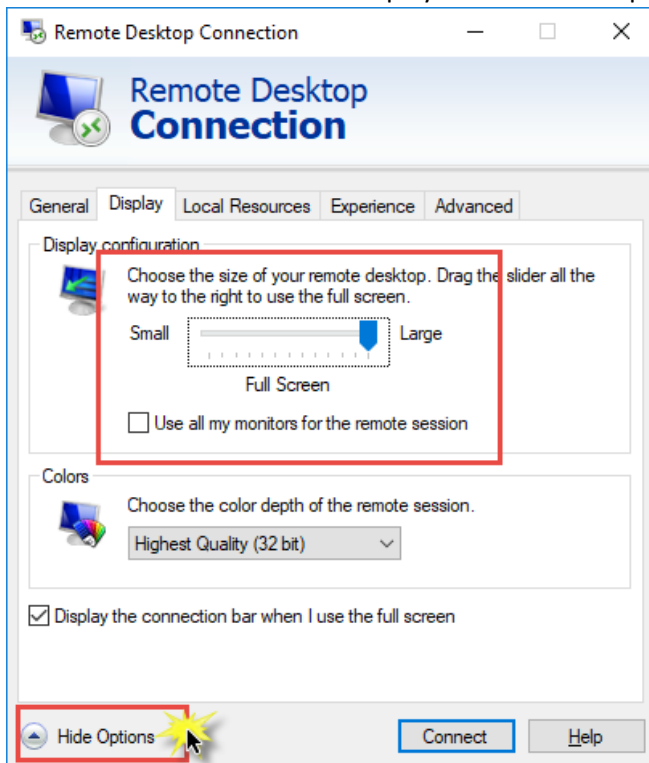 Remote Desktop Connection
Remote Desktop
Connection
General Display Local Resources Experience Advanced
Display configuration
Choose the size of your remote desktop. Drag the slider all the
way to the right to use the full screen.
Small Large
Full Screen
Use all my monitors for the remote session
Colors
Choose the color depth of the remote session.
Highest Quality (32 bit)
Display the connection bar when I use the full screen
Hide Options Connect Help